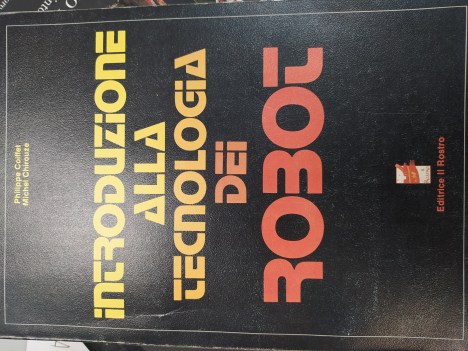 Philippe Coiffet
Michel Chirouze
INTRODUZIONE
ALLA
TECNOLOGIA
DEI
ROBOT
Editrice Il Rostro